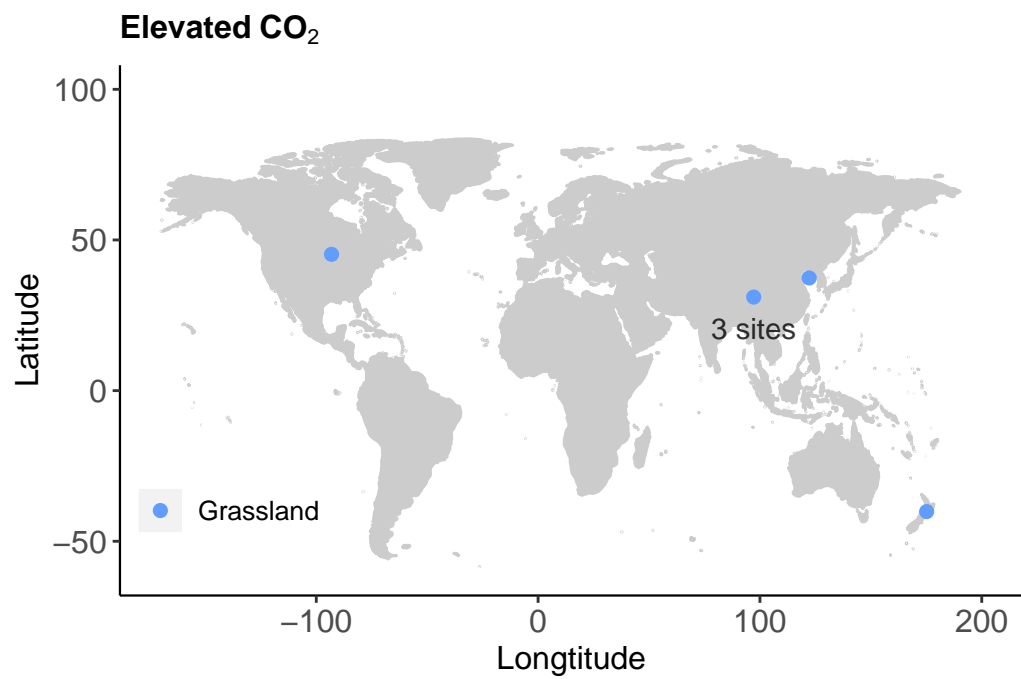 Elevated CO₂
100
50
0
−50
Latitude
3 sites
Grassland
−100 0 100 200
Longtitude